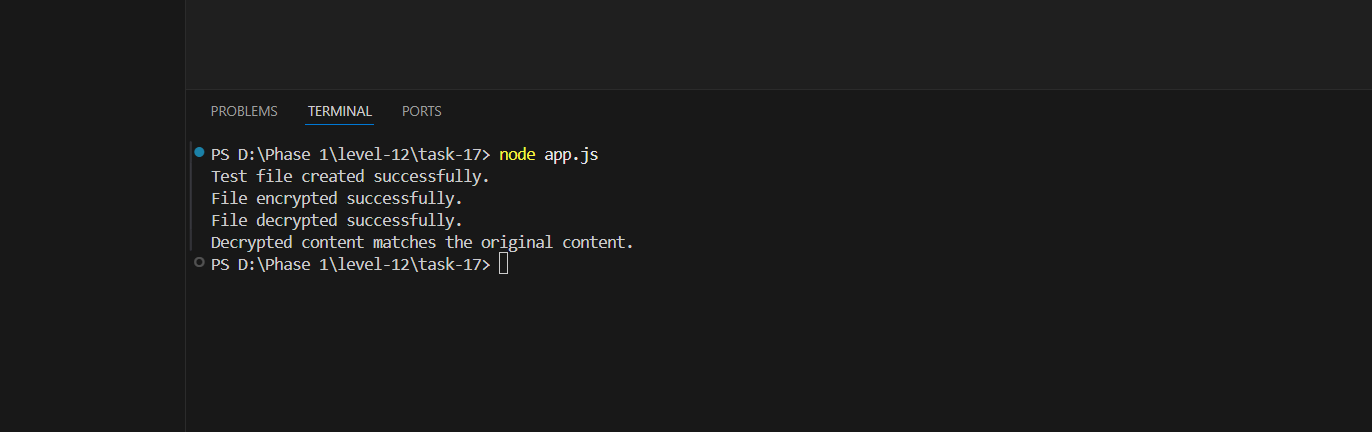 PROBLEMS TERMINAL PORTS
PS D:\Phase 1\level-12\task-17> node app.js
Test file created successfully.
File encrypted successfully.
File decrypted successfully.
Decrypted content matches the original content.
PS D:\Phase 1\level-12\task-17>